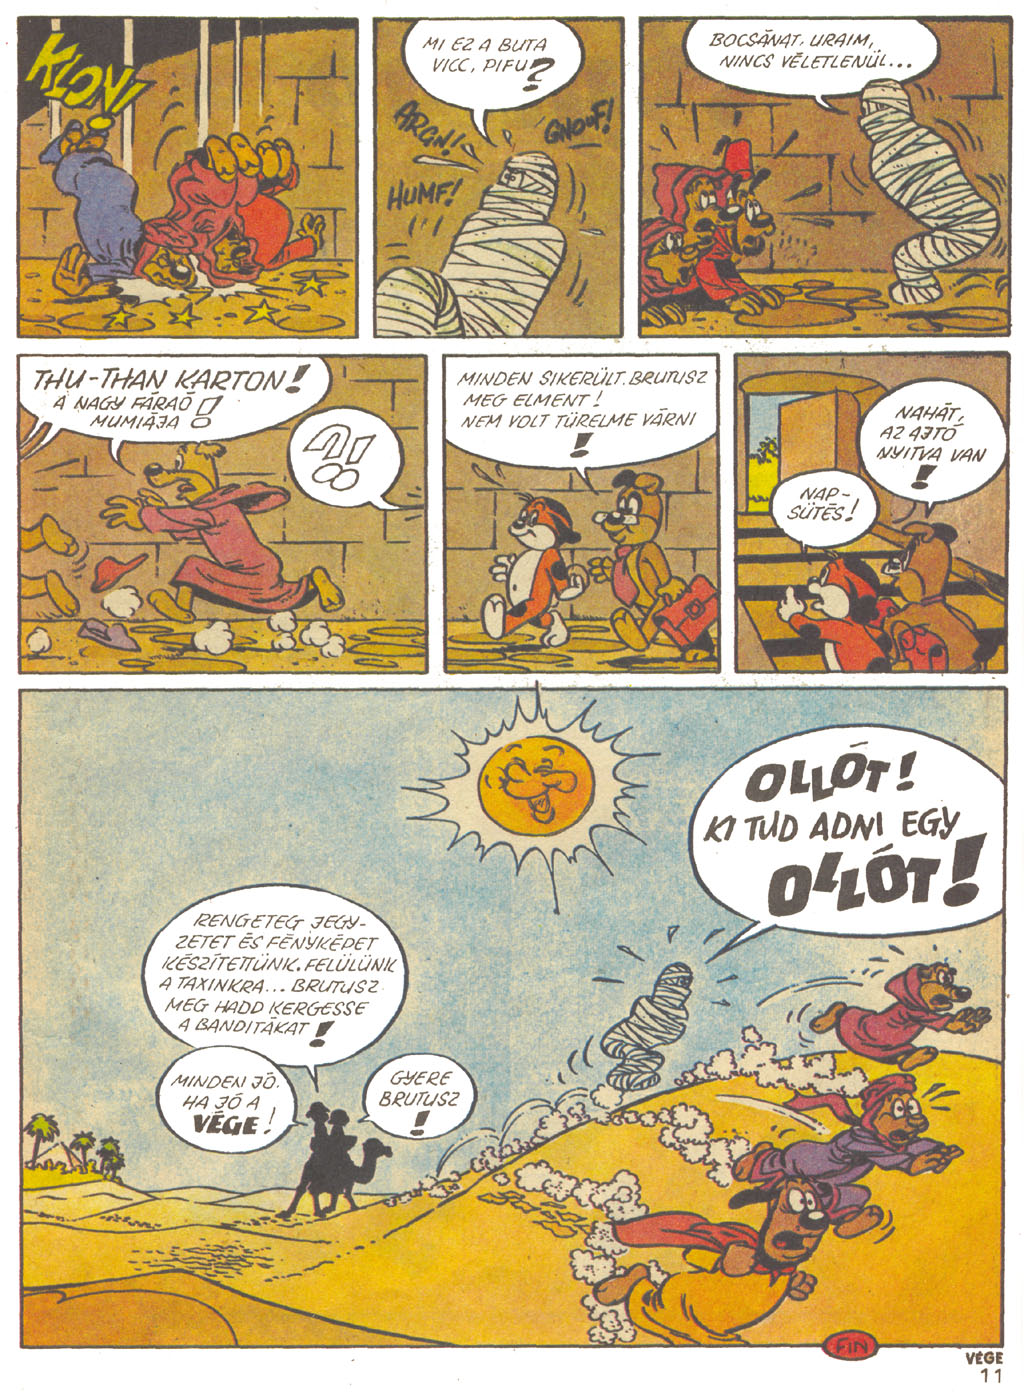 KLONK!
MI EZ A BUTA
VICC, PIFU?
ARGN!
GNOUF!
HUMF!
BOCSÁNAT, URAIM,
NINCS VÉLETLENÜL...
THU-THAN KARTON!
A NAGY FÁRAÓ
MUMIÁJA!
?!!
MINDEN SIKERÜLT. BRUTUSZ
MEG ELMENT!
NEM VOLT TÜRELME VÁRNI
!
NAP-
SÜTÉS!
NAHÁT,
AZ AJTÓ
NYITVA VAN
!
OLLÓT!
KI TUD ADNI EGY
OLLÓT!
RENGETEG JEGY-
ZETET ÉS FÉNYKÉPET
KÉSZÍTETTÜNK. FELÜLÜNK
A TAXINKRA... BRUTUSZ
MEG HADD KERGESSE
A BANDITÁKAT!
MINDEN JÓ,
HA JÓ A
VÉGE!
GYERE
BRUTUSZ
!
FIN
VÉGE
11